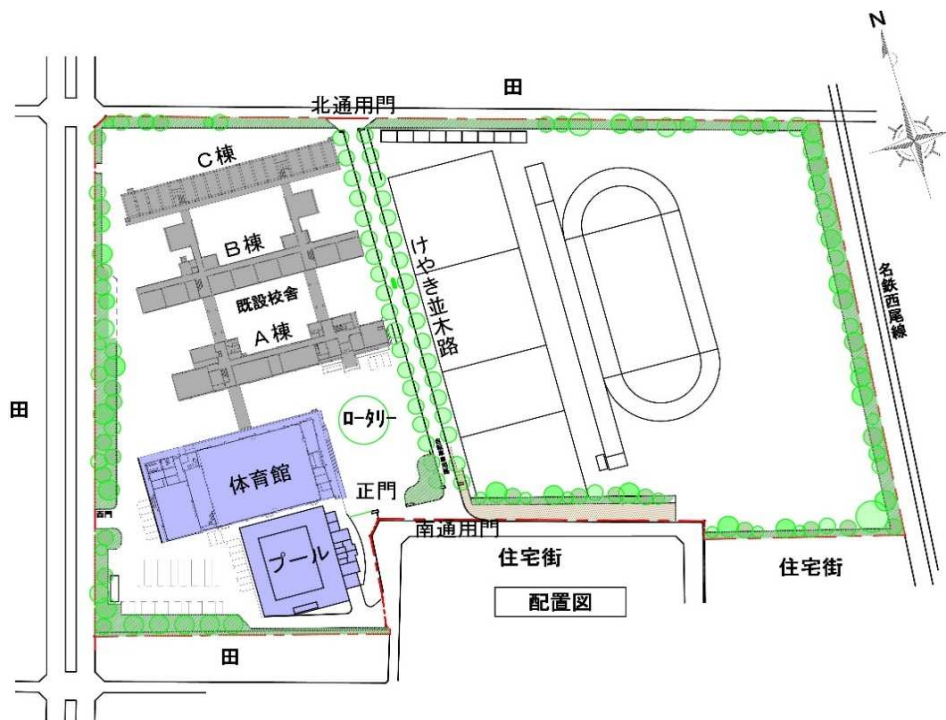 N
田
北通用門
C棟
B棟
けやき並木路
既設校舎
名鉄西尾線
A棟
田
ロータリー
体育館
正門
西門
南通用門
プール
住宅街
住宅街
配置図
田